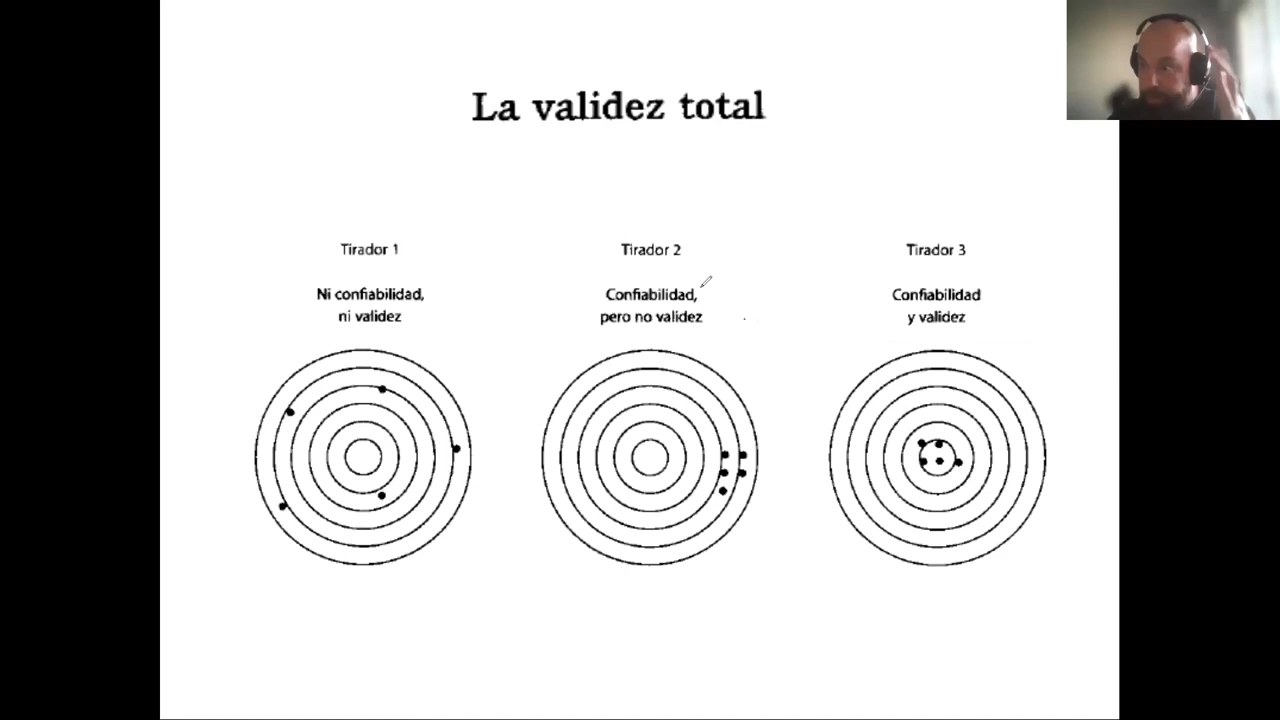 La validez total
Tirador 1
Ni confiabilidad,
ni validez
Tirador 2
Confiabilidad,
pero no validez
Tirador 3
Confiabilidad
y validez